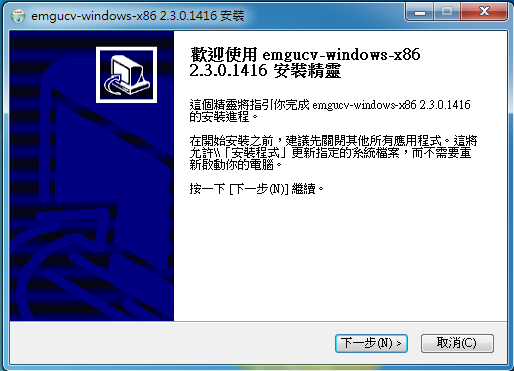 emgucv-windows-x86 2.3.0.1416 安裝
歡迎使用 emgucv-windows-x86
2.3.0.1416 安裝精靈
這個精靈將指引你完成 emgucv-windows-x86 2.3.0.1416
的安裝進程。
在開始安裝之前，建議先關閉其他所有應用程式。這將
允許\「安裝程式」更新指定的系統檔案，而不需要重
新啟動你的電腦。
按一下 [下一步(N)] 繼續。
下一步(N) >
取消(C)